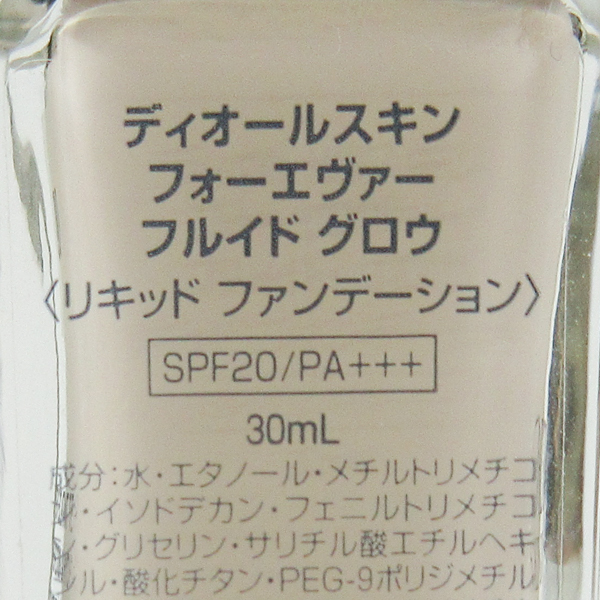 ディオールスキン
フォーエヴァー
フルイド グロウ
〈リキッド ファンデーション〉
SPF20/PA+++
30mL
成分:水・エタノール・メチルトリメチコ
・イソドデカン・フェニルトリメチコ
ン・グリセリン・サリチル酸エチルヘキ
シル・酸化チタン・PEG-9ポリジメチル